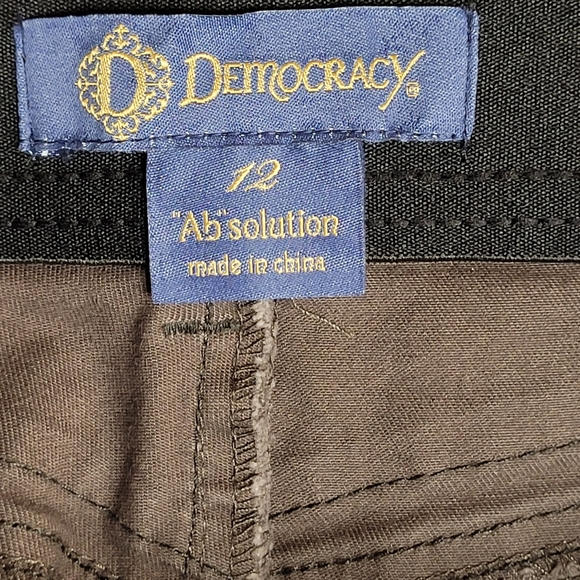 D DEMOCRACY®
12
"Ab"solution
made in china